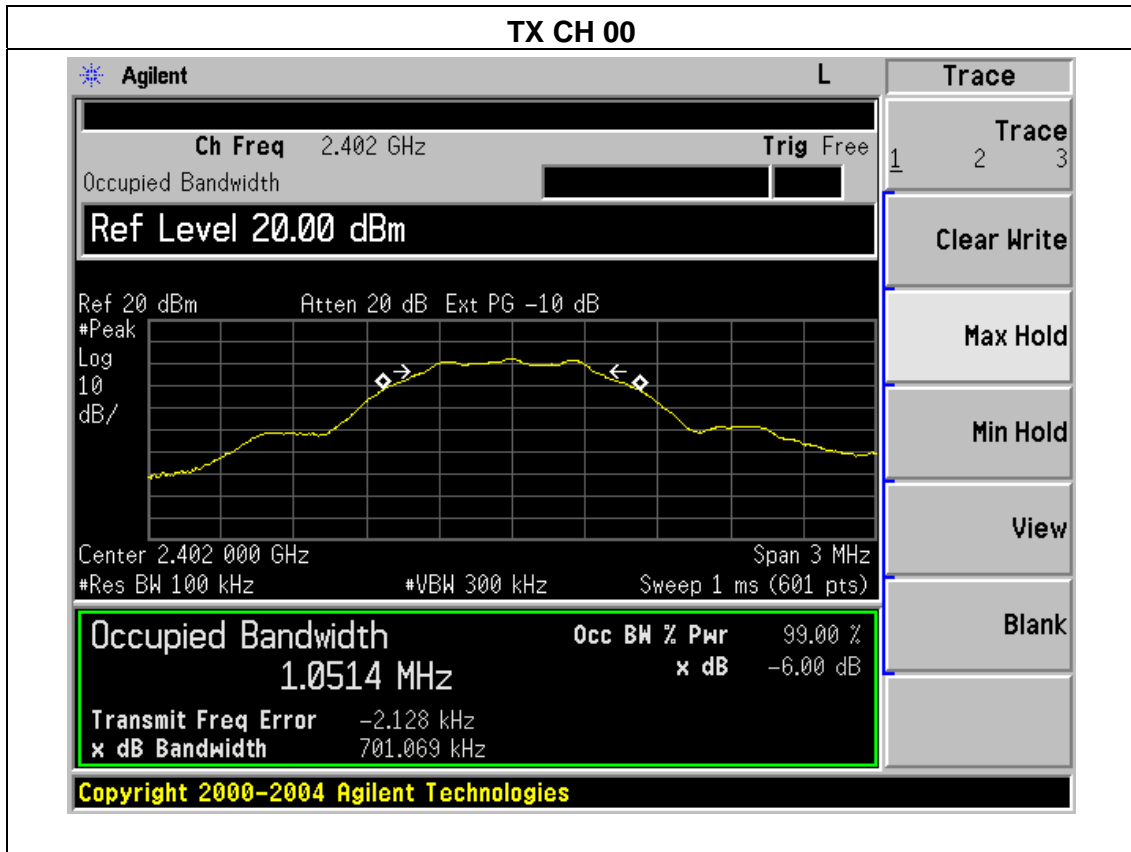 TX CH 00
Agilent L Trace
Ch Freq 2.402 GHz Trig Free
Occupied Bandwidth
Trace
1 2 3
Ref Level 20.00 dBm
Clear Write
Ref 20 dBm Atten 20 dB Ext PG -10 dB
#Peak
Log
10
dB/
Max Hold
Min Hold
View
Center 2.402 000 GHz Span 3 MHz
#Res BW 100 kHz #VBW 300 kHz Sweep 1 ms (601 pts)
Occupied Bandwidth Occ BW % Pwr 99.00 %
1.0514 MHz x dB -6.00 dB
Blank
Transmit Freq Error -2.128 kHz
x dB Bandwidth 701.069 kHz
Copyright 2000-2004 Agilent Technologies